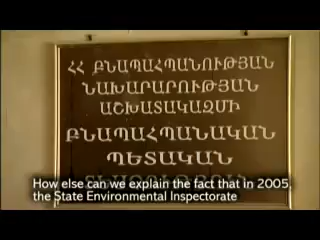 ՀՀ ԲՆԱՊԱՀՊԱՆՈՒԹՅԱՆ
ՆԱԽԱՐԱՐՈՒԹՅԱՆ
ԱՇԽԱՏԱԿԱԶՄԻ
ԲՆԱՊԱՀՊԱՆԱԿԱՆ
ՊԵՏԱԿԱՆ
How else can we explain the fact that in 2005,
the State Environmental Inspectorate